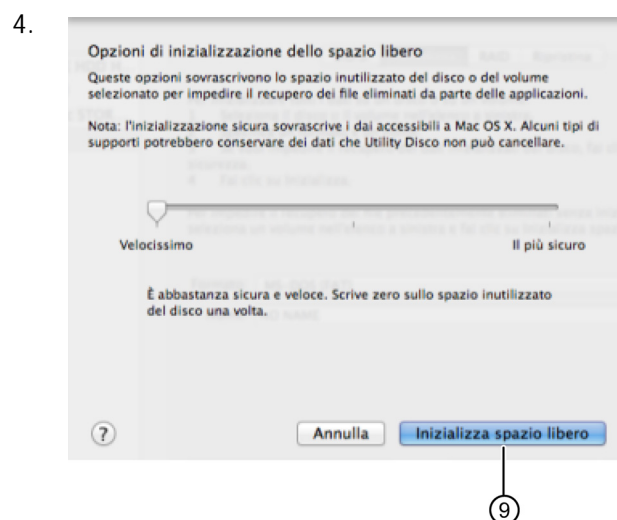 4.
Opzioni di inizializzazione dello spazio libero
Queste opzioni sovrascrivono lo spazio inutilizzato del disco o del volume
selezionato per impedire il recupero dei file eliminati da parte delle applicazioni.
Nota: l'inizializzazione sicura sovrascrive i dai accessibili a Mac OS X. Alcuni tipi di
supporti potrebbero conservare dei dati che Utility Disco non può cancellare.
Velocissimo Il più sicuro
È abbastanza sicura e veloce. Scrive zero sullo spazio inutilizzato
del disco una volta.
? Annulla Inizializza spazio libero
9